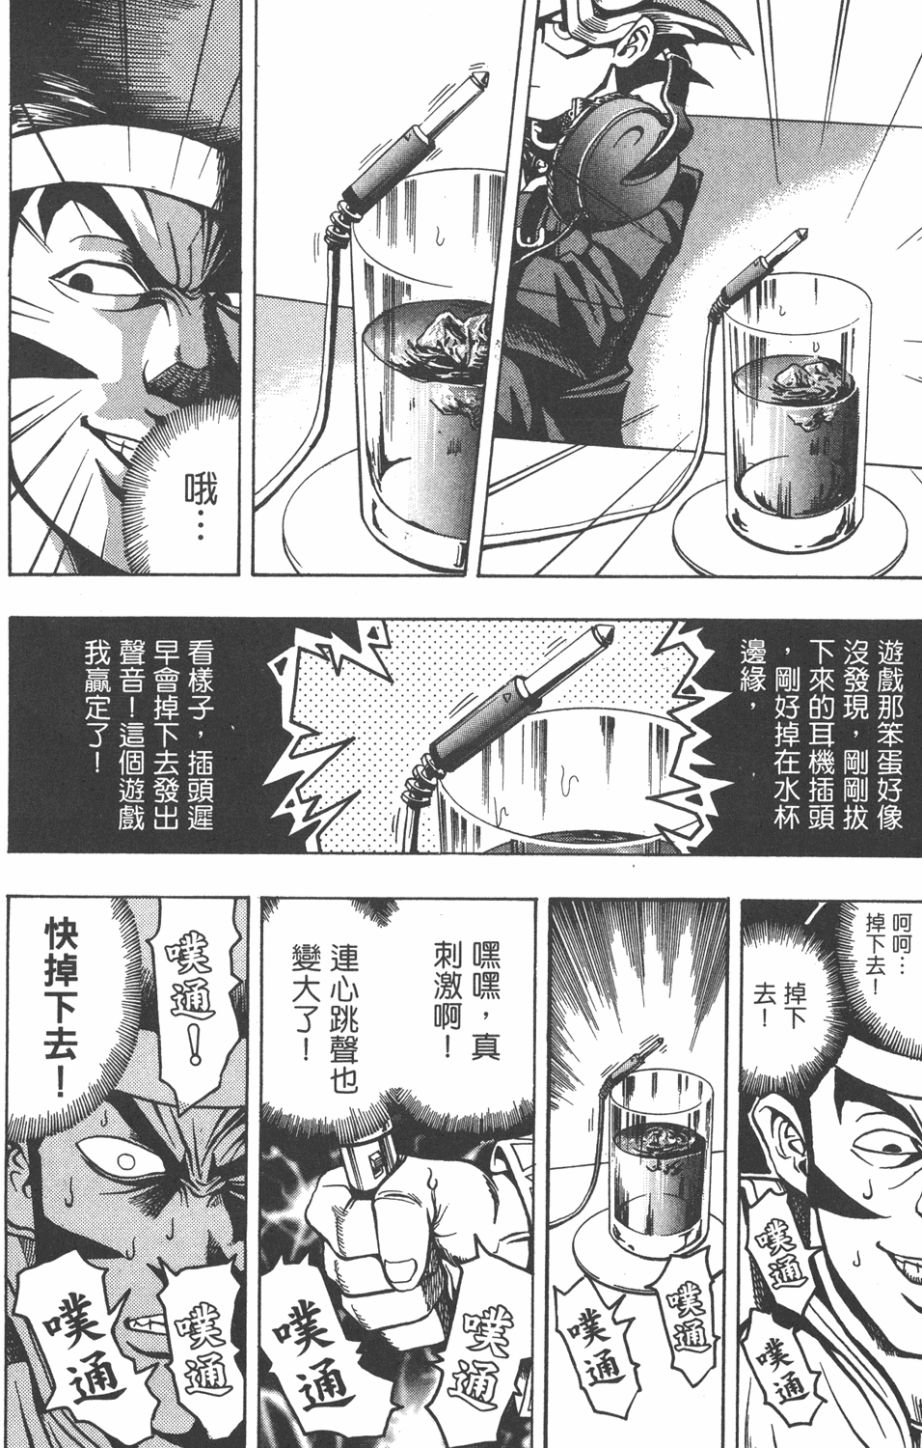 哦…
遊戲那笨蛋好像
沒發現，剛剛拔
下來的耳機插頭
，剛好掉在水杯
邊緣，
看樣子，插頭遲
早會掉下去發出
聲音！這個遊戲
我贏定了！
呵呵…
掉下去！
掉下
去！
噗通
噗通
噗通
噗通
嘿嘿，真
刺激啊！
連心跳聲也
變大了！
噗通
噗通
噗通！
快掉下去！
噗通
噗通